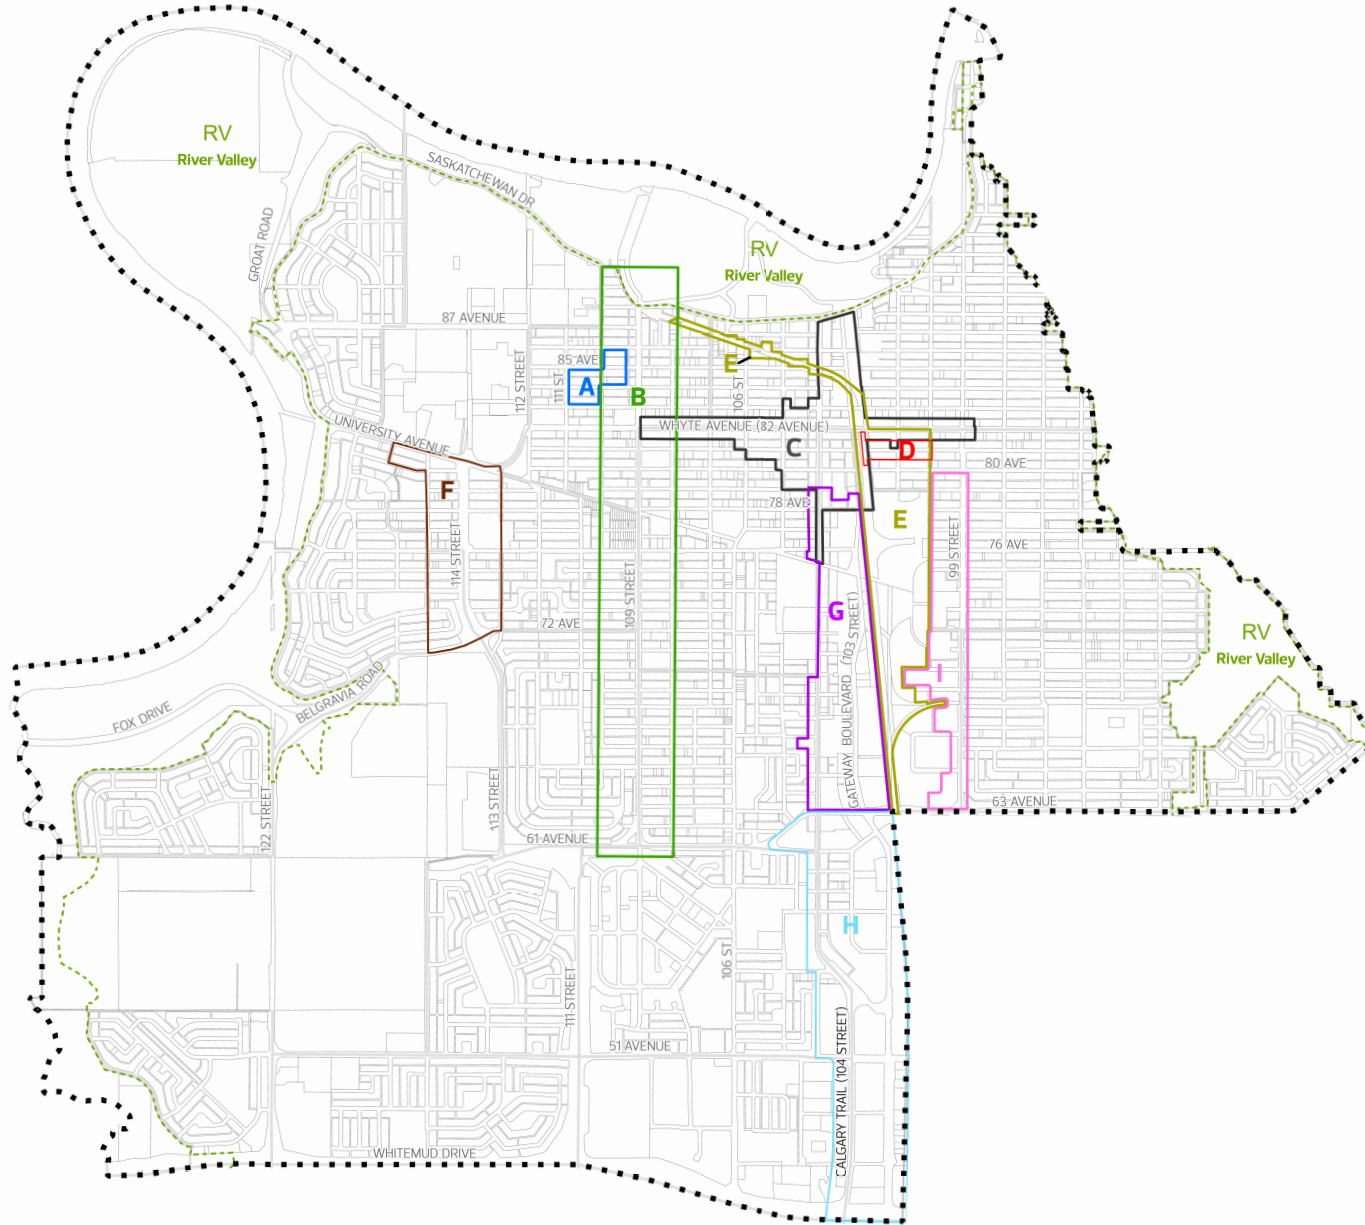 RV
River Valley
SASKATCHEWAN DR
GROAT ROAD
RV
River Valley
87 AVENUE
85 AVE
E
112 STREET
111 ST
A
B
106 ST
WHYTE AVENUE (82 AVENUE)
UNIVERSITY AVENUE
C
D
80 AVE
F
78 AVE
E
114 STREET
99 STREET
76 AVE
109 STREET
G
72 AVE
GATEWAY BOULEVARD (103 STREET)
RV
River Valley
I
BELGRAVIA ROAD
FOX DRIVE
122 STREET
113 STREET
63 AVENUE
61 AVENUE
H
106 ST
111 STREET
51 AVENUE
CALGARY TRAIL (104 STREET)
WHITEMUD DRIVE